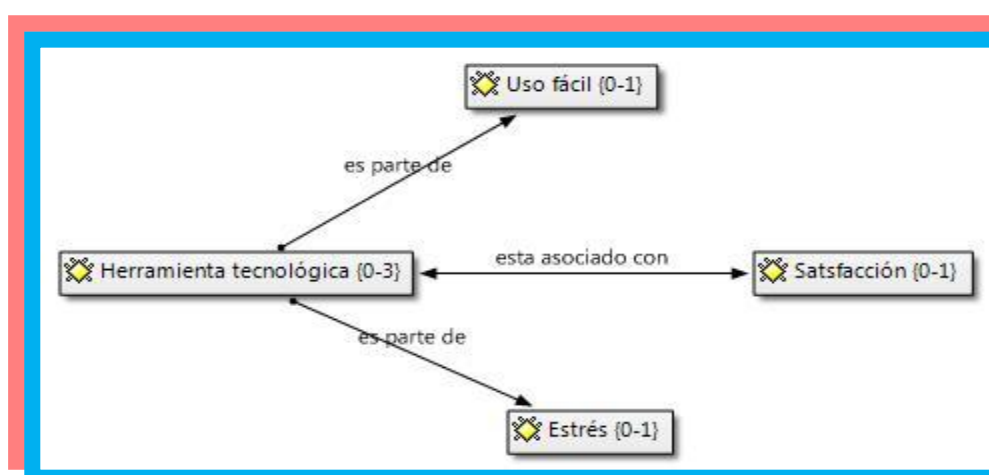 Uso fácil {0-1}
es parte de
esta asociado con
Herramienta tecnológica {0-3}
Satsfacción {0-1}
es parte de
Estrés {0-1}